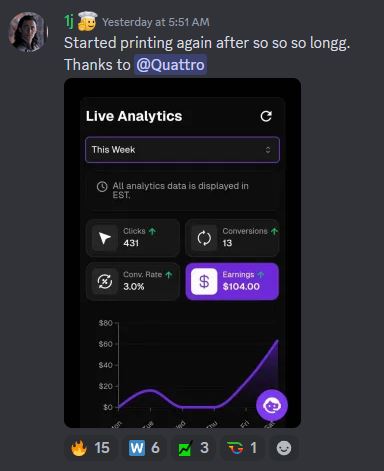 1j Yesterday at 5:51 AM
Started printing again after so so so longg.
Thanks to @Quattro
Live Analytics
This Week
All analytics data is displayed in
EST.
Clicks
431
Conversions
13
Conv. Rate
3.0%
Earnings
$104.00
$80
$60
$40
$20
$0
Mon
Tue
Wed
Thu
Fri
Sat
15
W 6
3
1